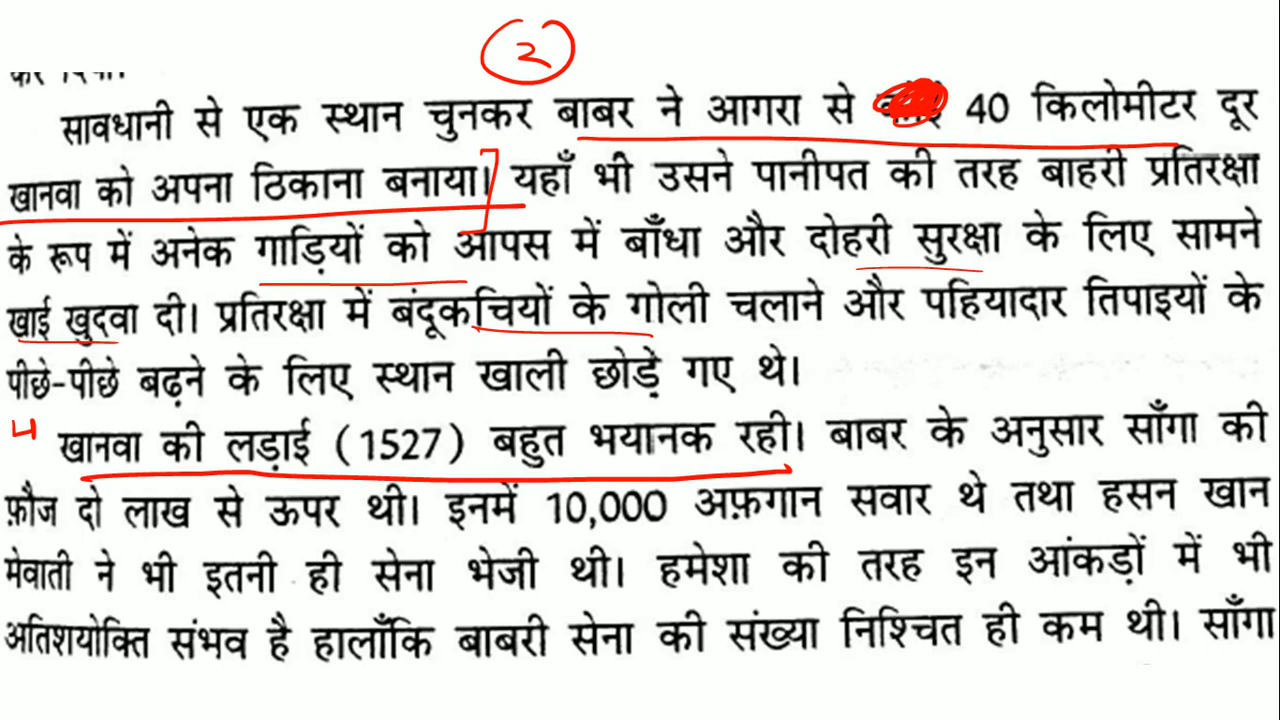 2
सावधानी से एक स्थान चुनकर बाबर ने आगरा से 40 किलोमीटर दूर
खानवा को अपना ठिकाना बनाया। यहाँ भी उसने पानीपत की तरह बाहरी प्रतिरक्षा
के रूप में अनेक गाड़ियों को आपस में बाँधा और दोहरी सुरक्षा के लिए सामने
खाई खुदवा दी। प्रतिरक्षा में बंदूकचियों के गोली चलाने और पहियादार तिपाइयों के
पीछे-पीछे बढ़ने के लिए स्थान खाली छोड़े गए थे।
4 खानवा की लड़ाई (1527) बहुत भयानक रही। बाबर के अनुसार साँगा की
फ़ौज दो लाख से ऊपर थी। इनमें 10,000 अफ़गान सवार थे तथा हसन खान
मेवाती ने भी इतनी ही सेना भेजी थी। हमेशा की तरह इन आंकड़ों में भी
अतिशयोक्ति संभव है हालाँकि बाबरी सेना की संख्या निश्चित ही कम थी। साँगा